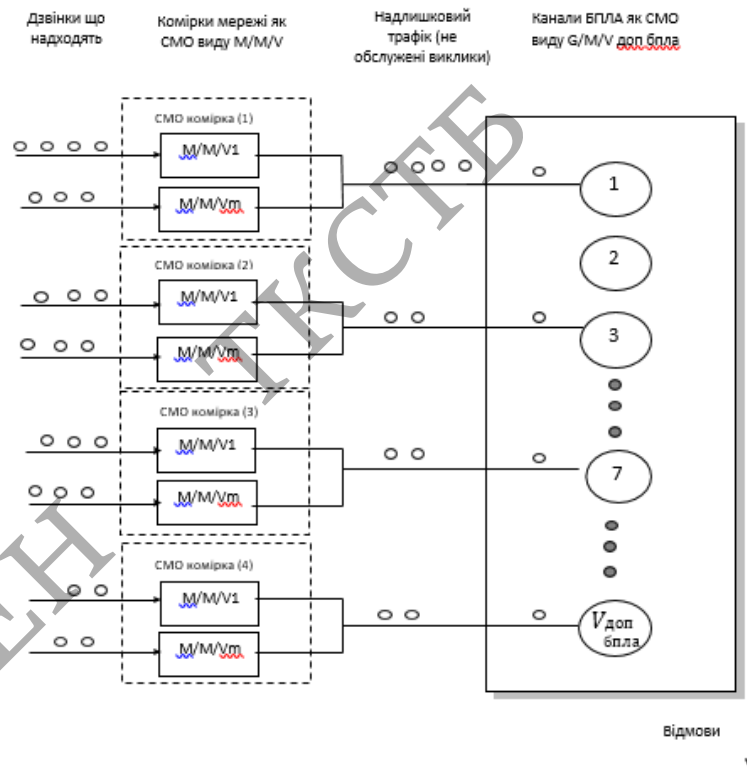 Дзвінки що
надходять
Комірки мережі як
СМО виду M/M/V
Надлишковий
трафік (не
обслужені виклики)
Канали БПЛА як СМО
виду G/M/V доп бпла
СМО комірка (1)
M/M/V1
M/M/Vm
1
2
СМО комірка (2)
M/M/V1
M/M/Vm
3
СМО комірка (3)
M/M/V1
M/M/Vm
7
СМО комірка (4)
M/M/V1
M/M/Vm
Vдоп
бпла
Відмови
ТКСТБ
ЕН